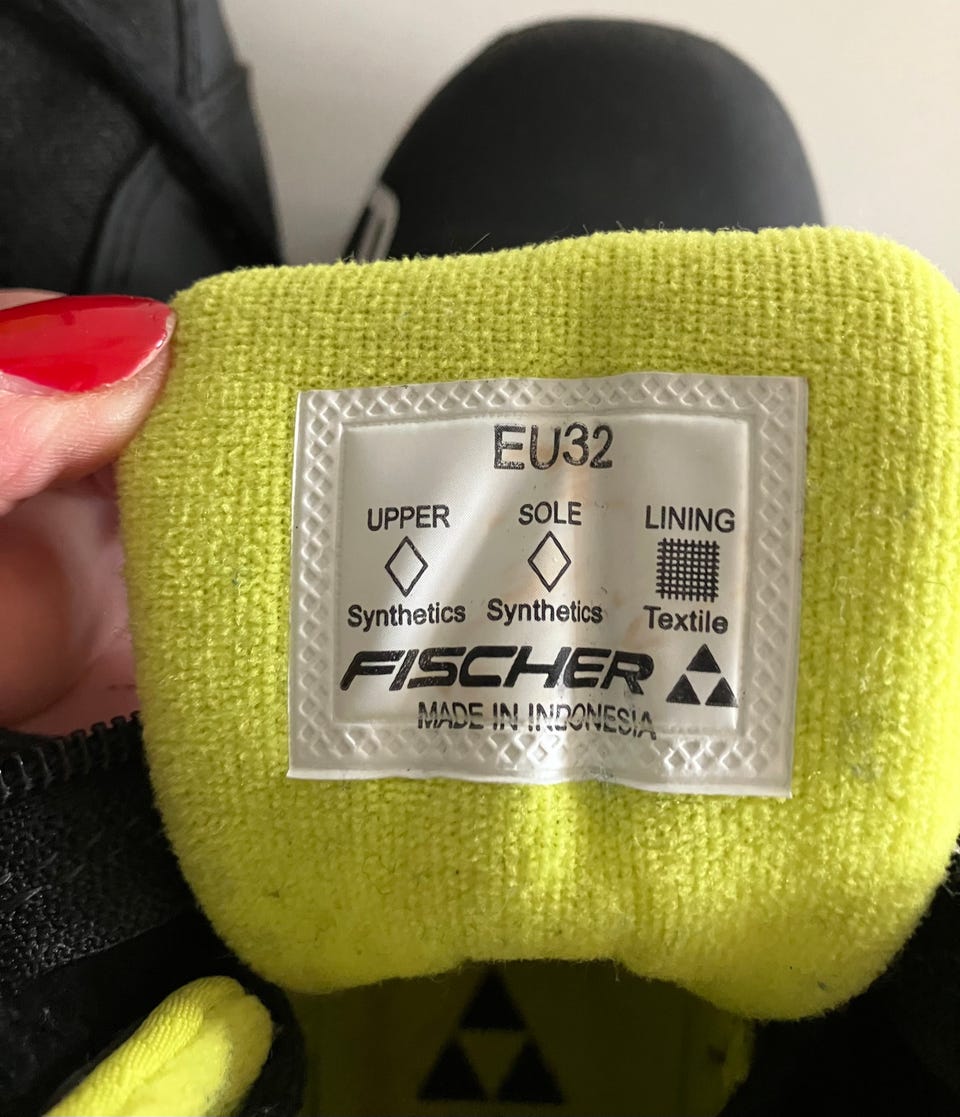 EU32
UPPER SOLE LINING
Synthetics Synthetics Textile
FISCHER
MADE IN INDONESIA